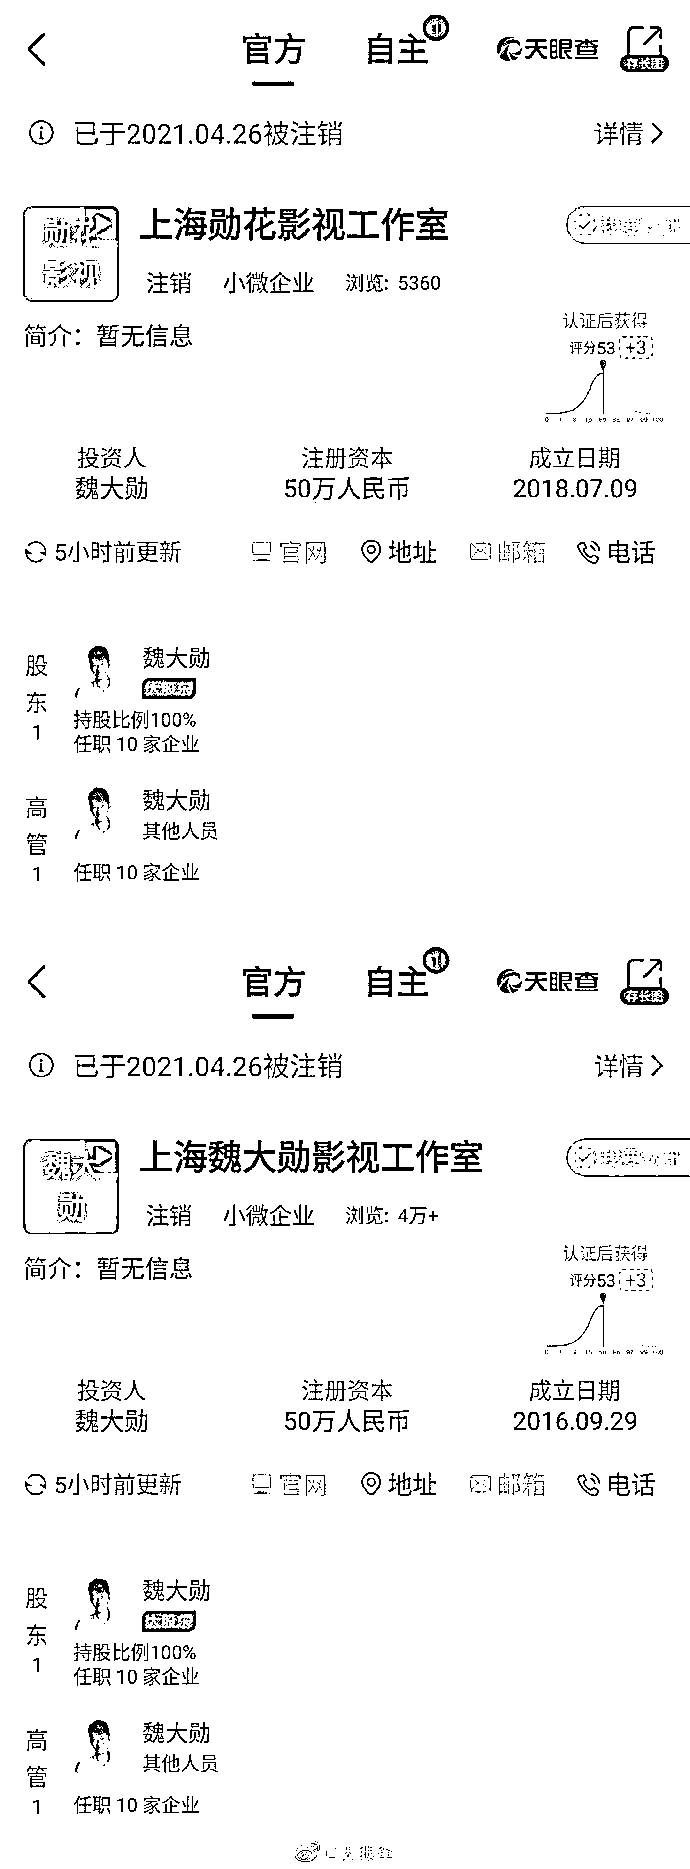 官方 自主 天眼查
存长图
已于2021.04.26被注销 详情
勋花
影视
上海勋花影视工作室
注销 小微企业 浏览: 5360
简介：暂无信息
认证后获得
评分53 +3
投资人 注册资本 成立日期
魏大勋 50万人民币 2018.07.09
5小时前更新 官网 地址 邮箱 电话
股东1
魏大勋
大股东
持股比例100%
任职 10 家企业
高管1
魏大勋
其他人员
任职 10 家企业
官方 自主 天眼查
存长图
已于2021.04.26被注销 详情
魏大
勋
上海魏大勋影视工作室
注销 小微企业 浏览: 4万+
简介：暂无信息
认证后获得
评分53 +3
投资人 注册资本 成立日期
魏大勋 50万人民币 2016.09.29
5小时前更新 官网 地址 邮箱 电话
股东1
魏大勋
大股东
持股比例100%
任职 10 家企业
高管1
魏大勋
其他人员
任职 10 家企业